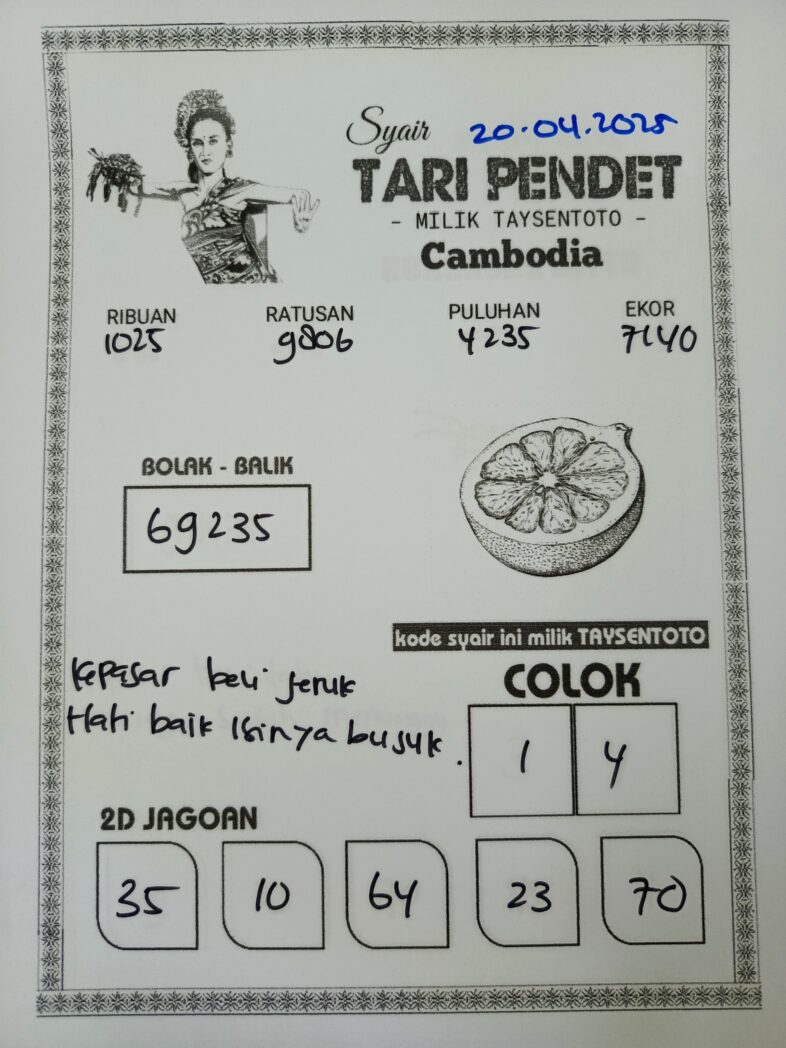 Syair 20.04.2025
TARI PENDET
- MILIK TAYSENTOTO -
Cambodia
RIBUAN RATUSAN PULUHAN EKOR
1025 9806 4235 7140
BOLAK - BALIK
69235
kode syair ini milik TAYSENTOTO
COLOK
1 4
Kepasar beli jeruk
Hati baik isinya busuk.
2D JAGOAN
35 10 64 23 70